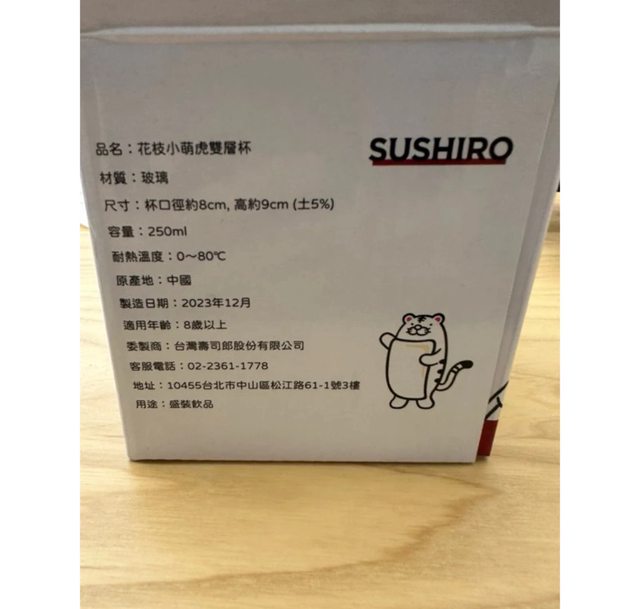 SUSHIRO
品名：花枝小萌虎雙層杯
材質：玻璃
尺寸：杯口徑約8cm, 高約9cm (土5%)
容量：250ml
耐熱溫度：0～80℃
原產地：中國
製造日期：2023年12月
適用年齡：8歲以上
委製商：台灣壽司郎股份有限公司
客服電話：02-2361-1778
地址：10455台北市中山區松江路61-1號3樓
用途：盛裝飲品